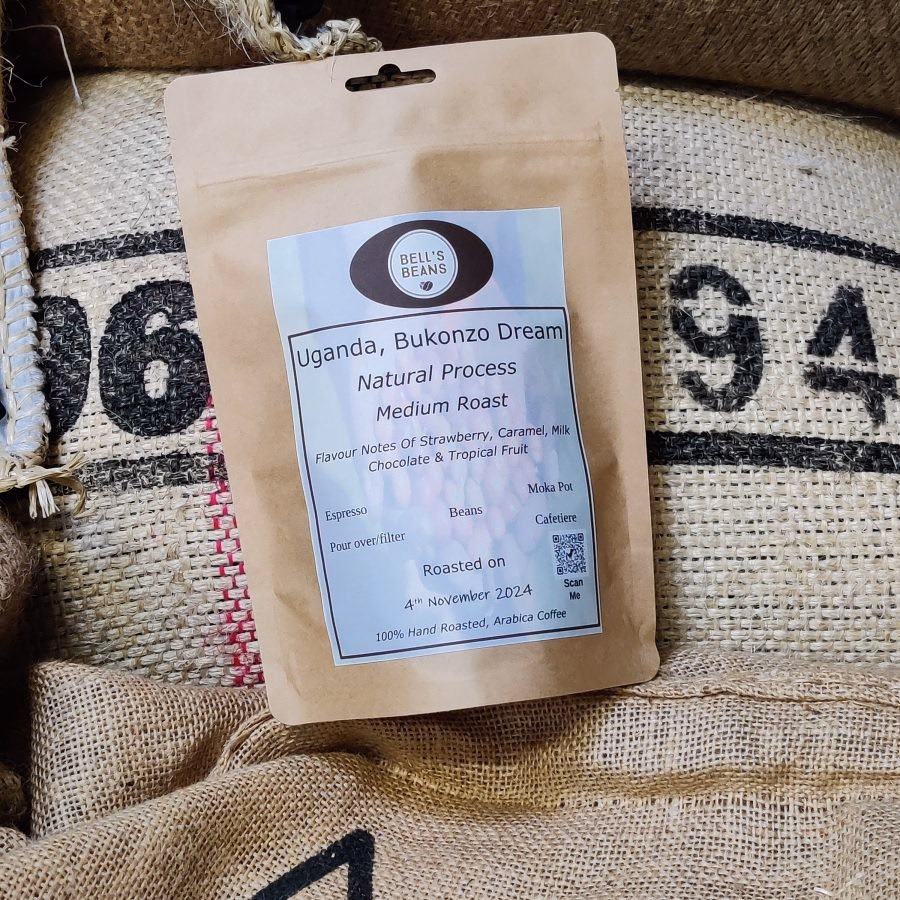 BELL'S
BEANS
Uganda, Bukonzo Dream
Natural Process
Medium Roast
Flavour Notes Of Strawberry, Caramel, Milk
Chocolate & Tropical Fruit
Espresso Beans Moka Pot
Pour over/filter Cafetiere
Roasted on
Scan
Me
4th November 2024
100% Hand Roasted, Arabica Coffee
06 94